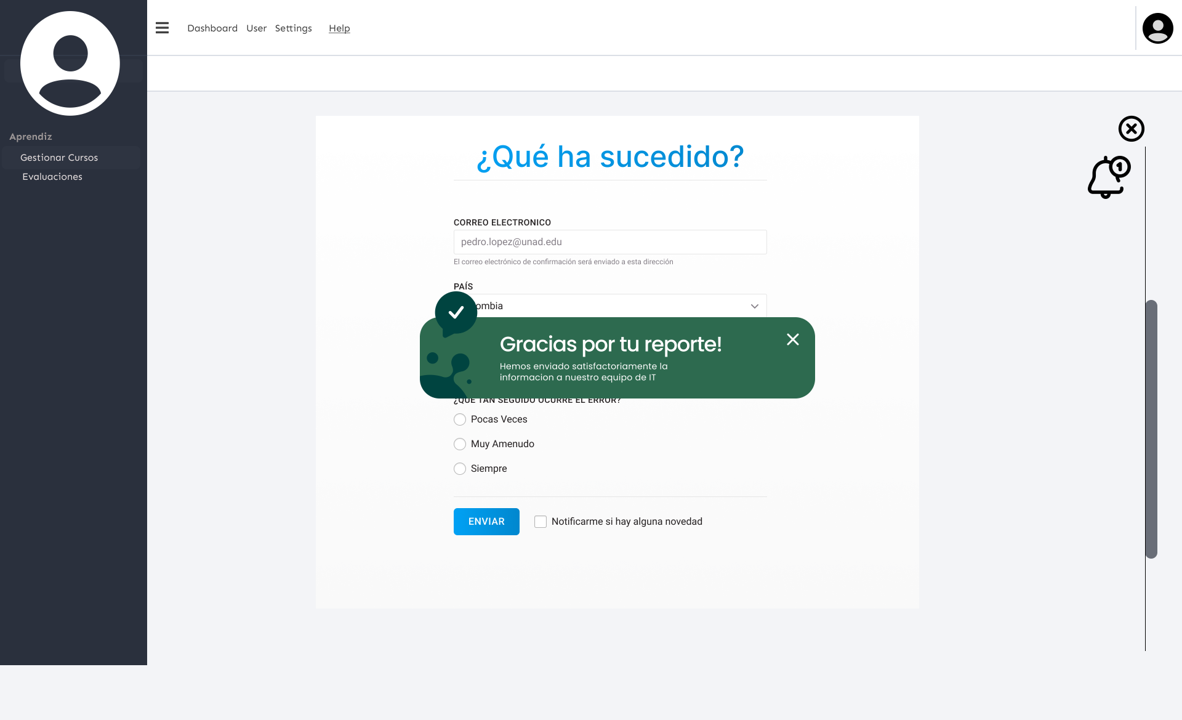 Dashboard User Settings Help
Aprendiz
Gestionar Cursos
Evaluaciones
1
¿Qué ha sucedido?
CORREO ELECTRONICO
pedro.lopez@unad.edu
El correo electrónico de confirmación será enviado a esta dirección
PAÍS
ombia
Gracias por tu reporte!
Hemos enviado satisfactoriamente la
informacion a nuestro equipo de IT
¿QUE TAN SEGUIDO OCURRE EL ERROR?
Pocas Veces
Muy Amenudo
Siempre
ENVIAR
Notificarme si hay alguna novedad